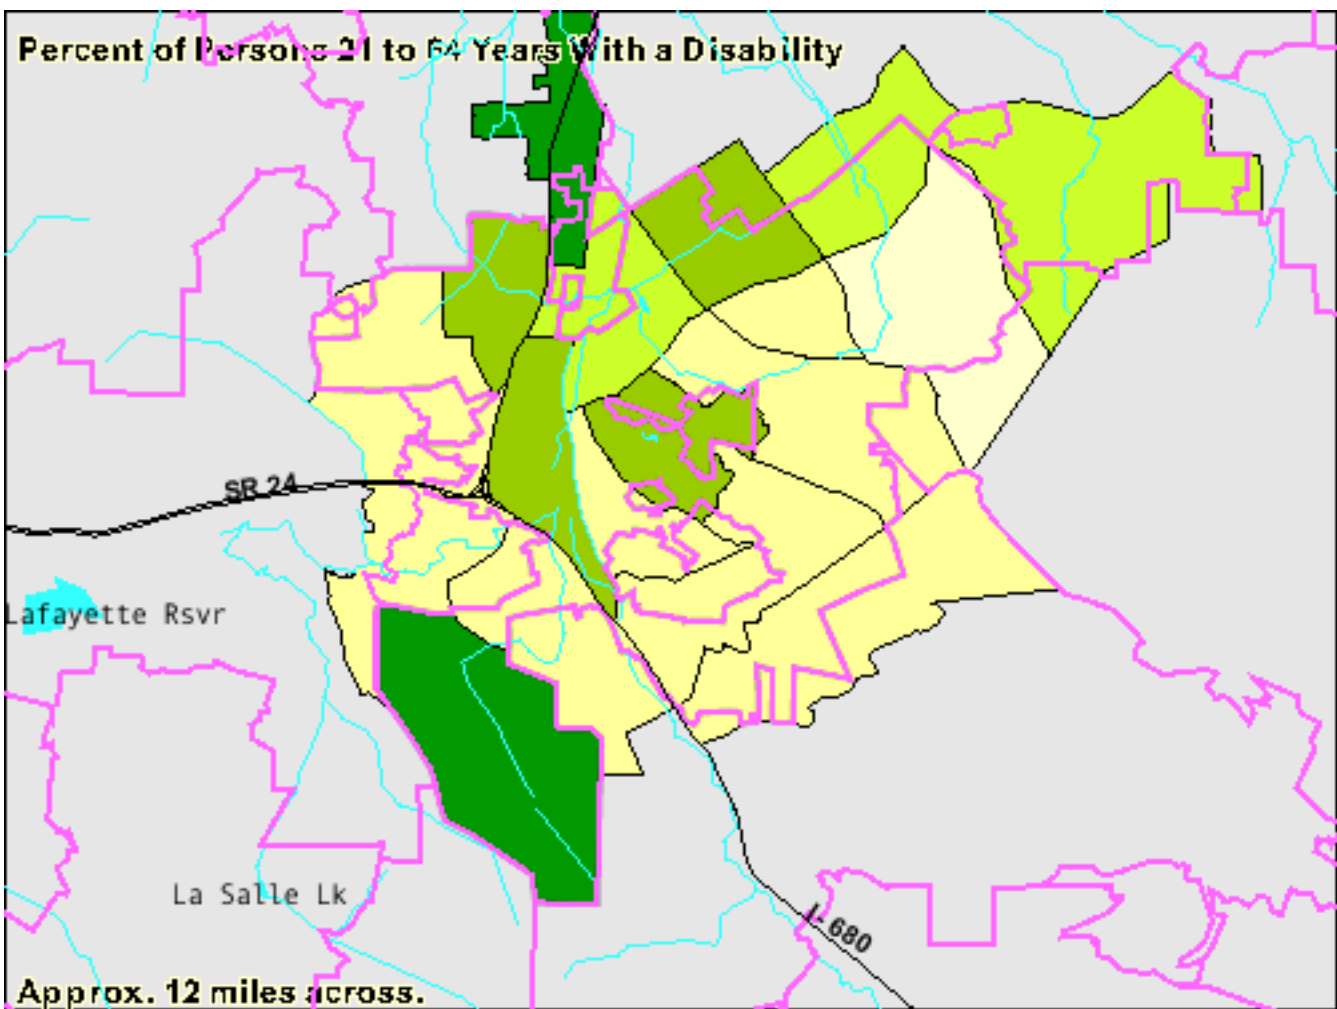 Percent of Persons 21 to 64 Years With a Disability
SR 24
Lafayette Rsvr
La Salle Lk
I- 680
Approx. 12 miles across.